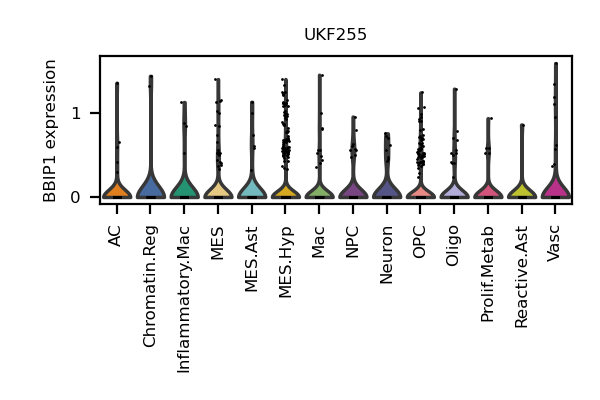 UKF255
BBIP1 expression
1
0
AC
Chromatin.Reg
Inflammatory.Mac
MES
MES.Ast
MES.Hyp
Mac
NPC
Neuron
OPC
Oligo
Prolif.Metab
Reactive.Ast
Vasc